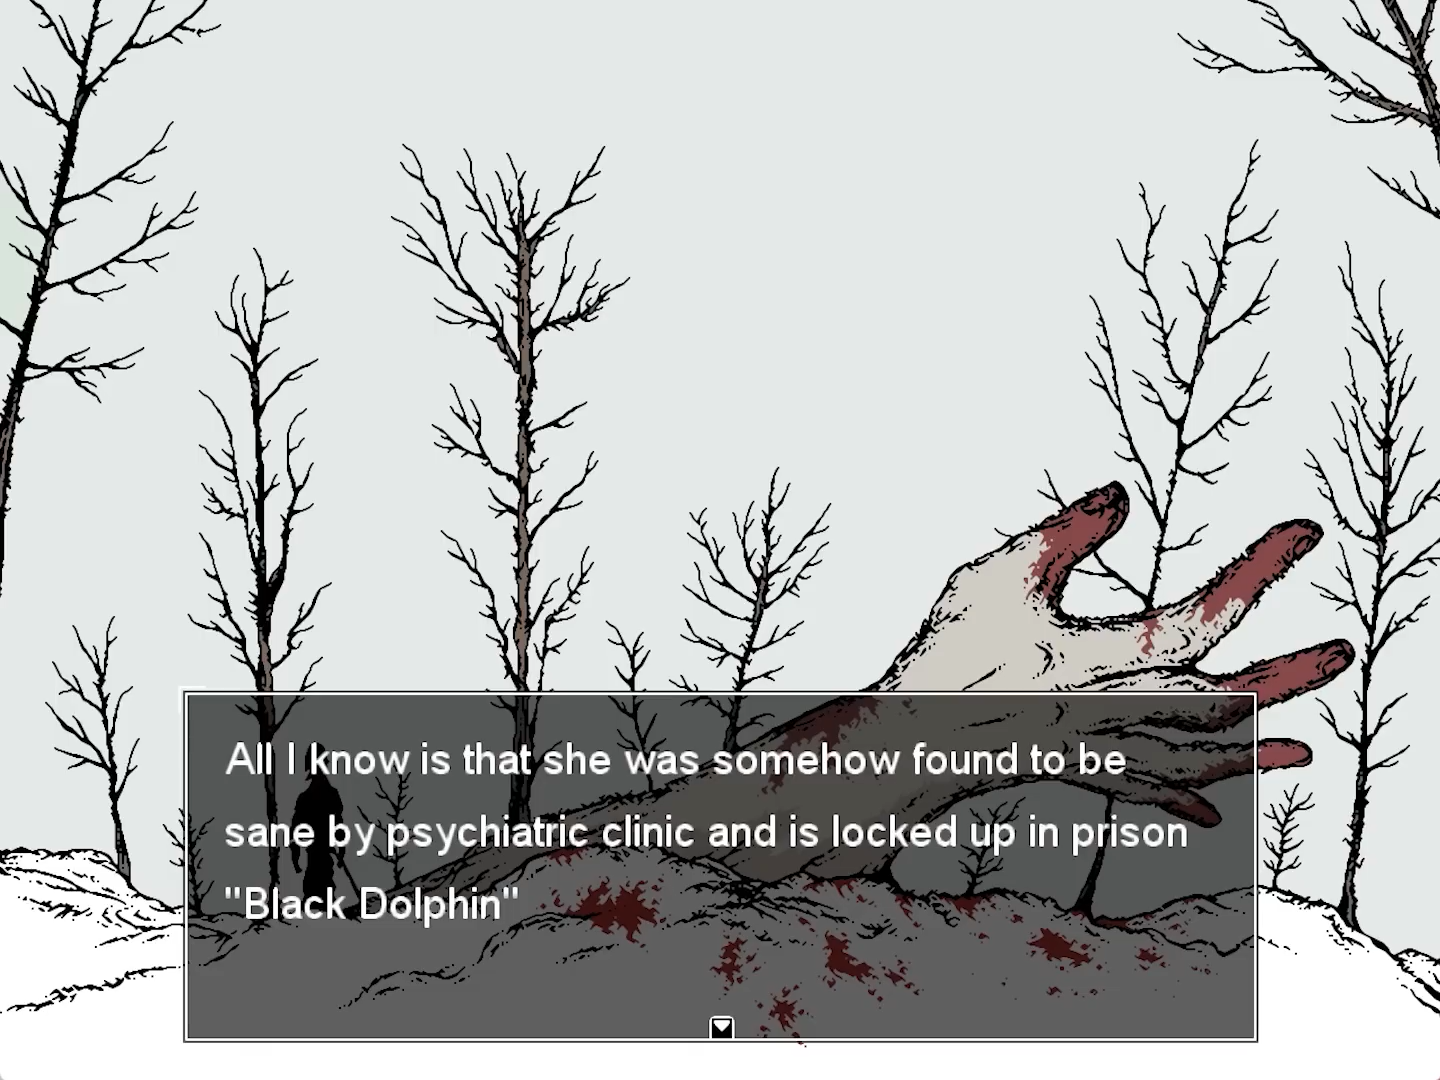 All I know is that she was somehow found to be
sane by psychiatric clinic and is locked up in prison
"Black Dolphin"